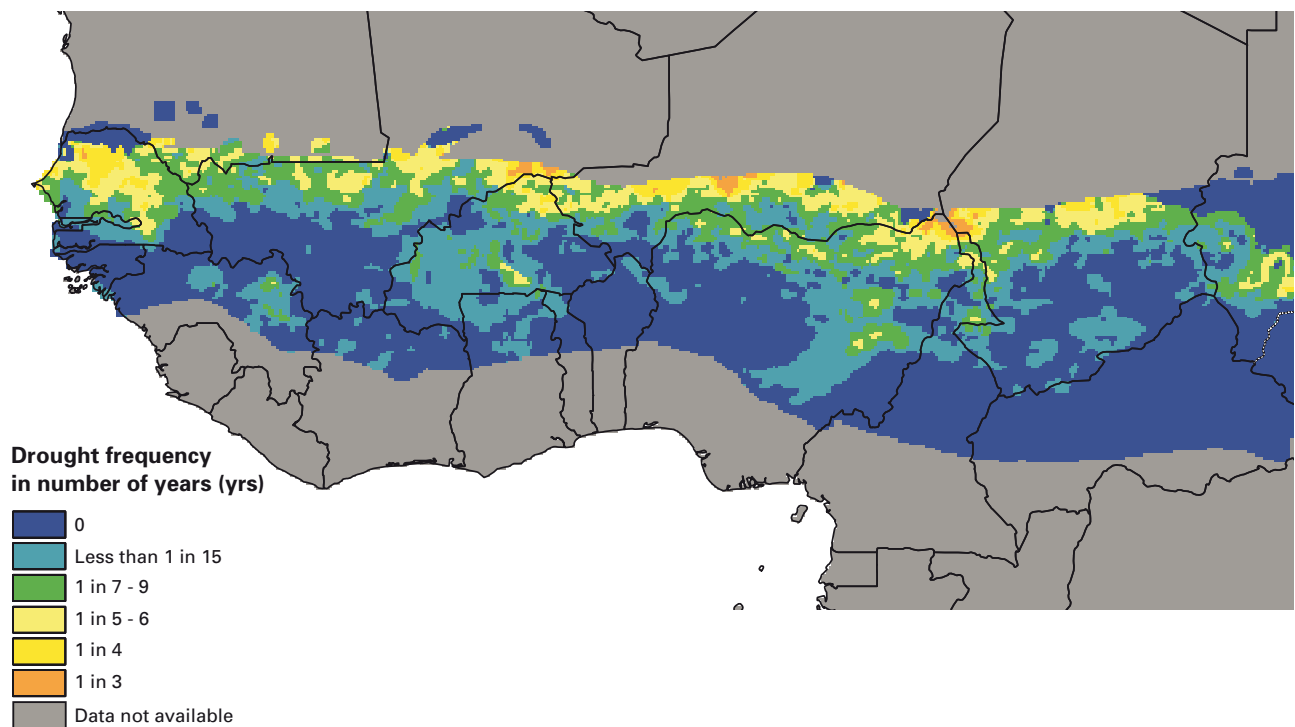 Drought frequency
in number of years (yrs)
0
Less than 1 in 15
1 in 7 - 9
1 in 5 - 6
1 in 4
1 in 3
Data not available